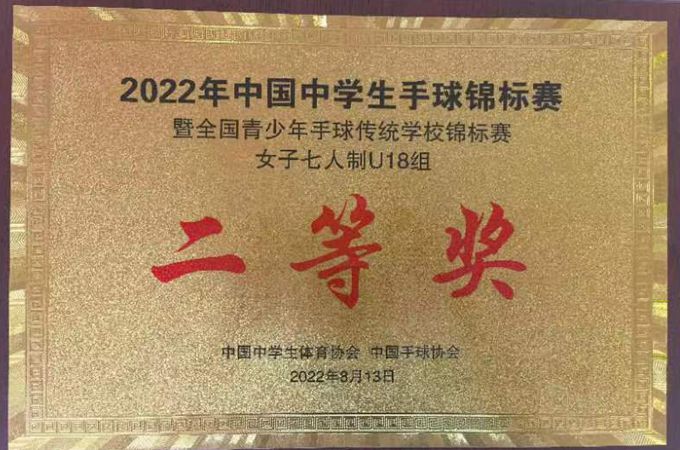 2022年中国中学生手球锦标赛
暨全国青少年手球传统学校锦标赛
女子七人制U18组
二等奖
中国中学生体育协会 中国手球协会
2022年8月13日